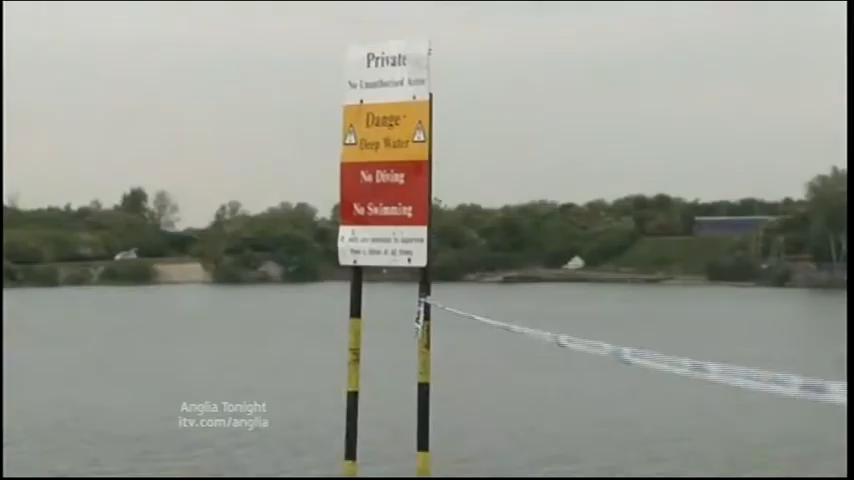 Private
No Unauthorised Access
Danger
Deep Water
No Diving
No Swimming
Anglia Tonight
itv.com/anglia